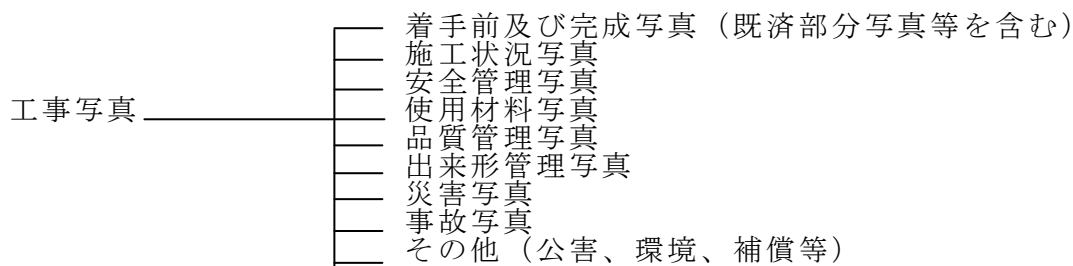 着手前及び完成写真（既済部分写真等を含む）
施工状況写真
安全管理写真
工事写真
使用材料写真
品質管理写真
出来形管理写真
災害写真
事故写真
その他（公害、環境、補償等）